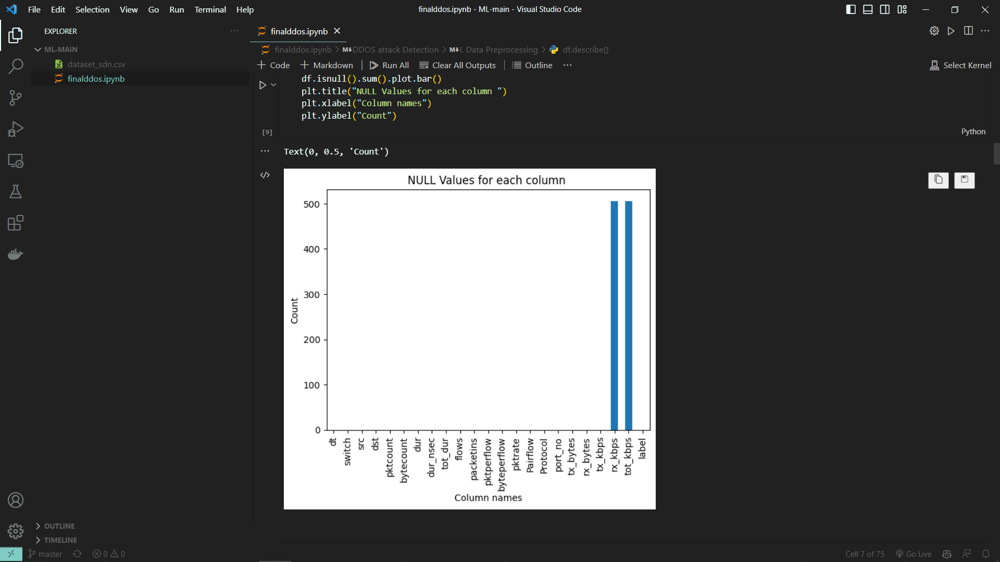 File Edit Selection View Go Run Terminal Help
finalddos.ipynb - ML-main - Visual Studio Code
EXPLORER
ML-MAIN
dataset_sdn.csv
finalddos.ipynb
finalddos.ipynb
finalddos.ipynb > M↓DDOS attack Detection > M↓I. Data Preprocessing > df.describe()
+ Code + Markdown | Run All Clear All Outputs | Outline ...
Select Kernel
df.isnull().sum().plot.bar()
plt.title("NULL Values for each column ")
plt.xlabel("Column names")
plt.ylabel("Count")
[9]
Python
Text(0, 0.5, 'Count')
NULL Values for each column
500
400
300
200
100
0
Count
dt
switch
src
dst
pktcount
bytecount
dur
dur_nsec
tot_dur
flows
packetins
pktperflow
byteperflow
pktrate
Pairflow
Protocol
port_no
tx_bytes
rx_bytes
tx_kbps
rx_kbps
tot_kbps
label
Column names
OUTLINE
TIMELINE
master
0 0
Cell 7 of 75
Go Live